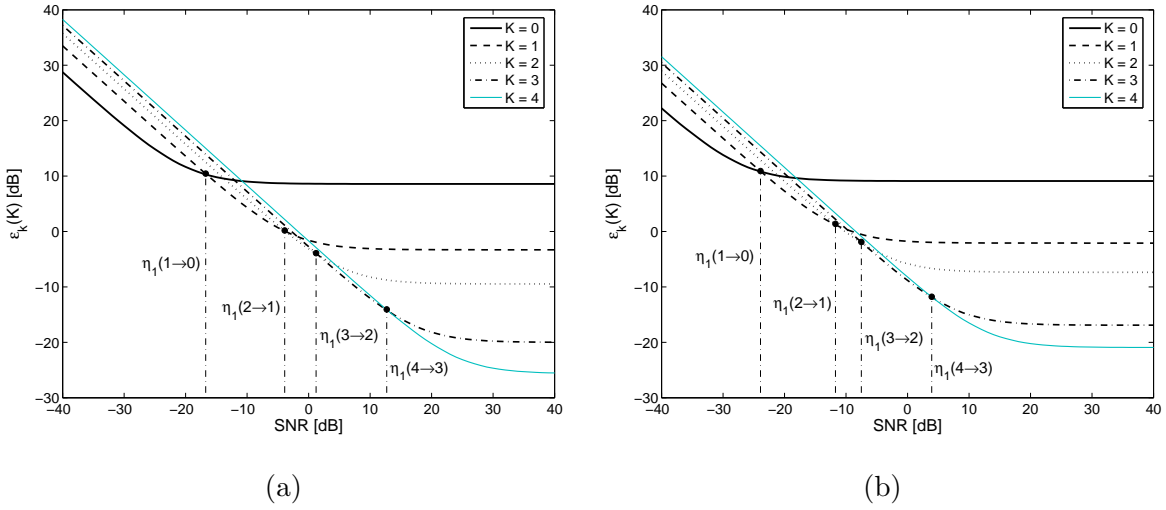 40
30
20
10
0
−10
−20
−30
−40 −30 −20 −10 0 10 20 30 40
ε_k(K) [dB]
SNR [dB]
K = 0
K = 1
K = 2
K = 3
K = 4
η_1(1→0)
η_1(2→1)
η_1(3→2)
η_1(4→3)
(a)
40
30
20
10
0
−10
−20
−30
−40 −30 −20 −10 0 10 20 30 40
ε_k(K) [dB]
SNR [dB]
K = 0
K = 1
K = 2
K = 3
K = 4
η_1(1→0)
η_1(2→1)
η_1(3→2)
η_1(4→3)
(b)